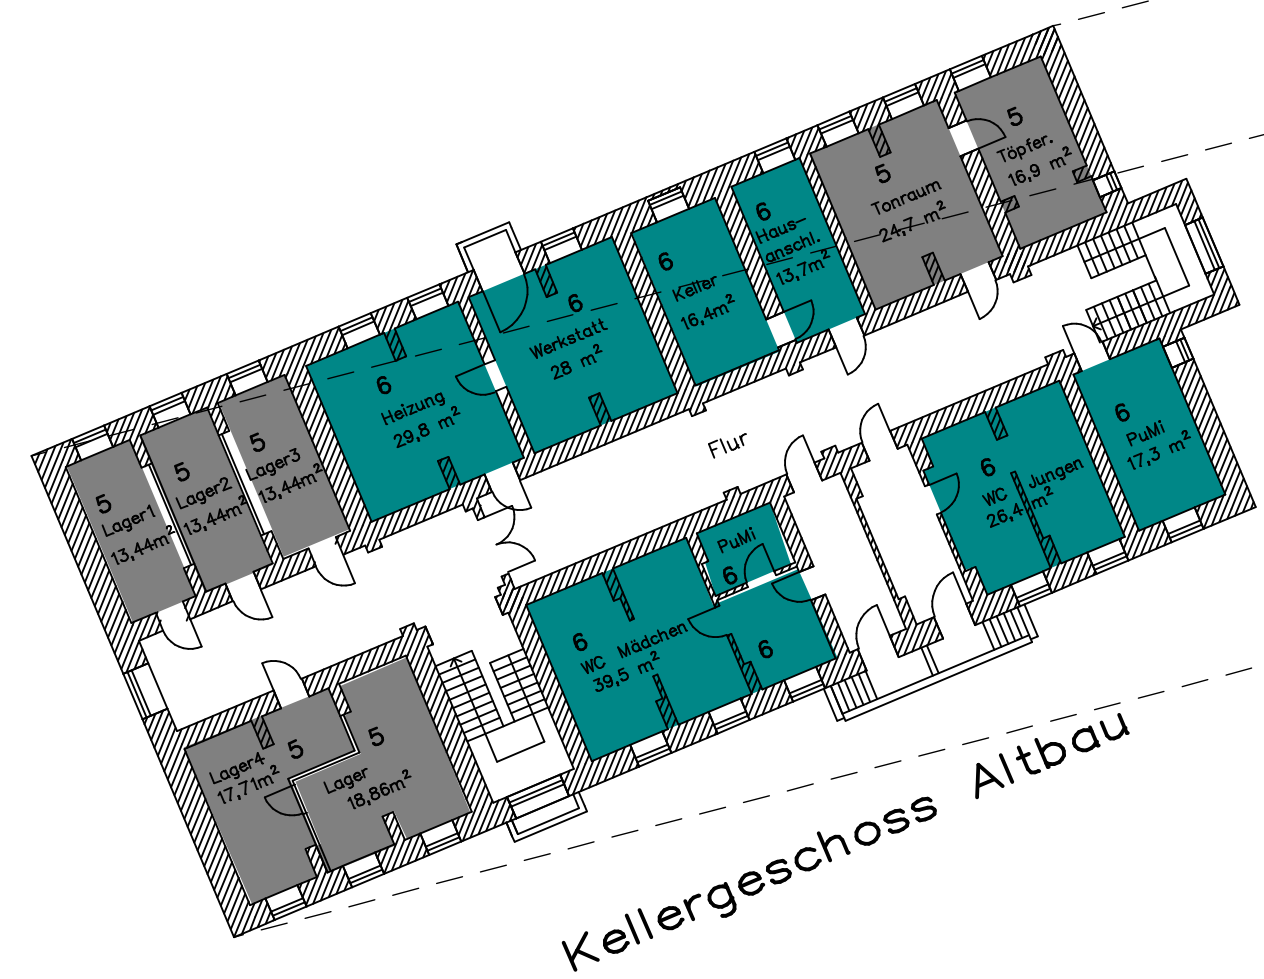 5
Töpfer.
16,9 m²
5
Tonraum
24,7 m²
6
Haus-
anschl.
13,7m²
6
Keller
16,4m²
6
Werkstatt
28 m²
6
Heizung
29,8 m²
5
Lager3
13,44m²
5
Lager2
13,44m²
5
Lager1
13,44m²
Flur
6
PuMi
17,3 m²
6
WC Jungen
26,4 m²
PuMi
6
6
WC Mädchen
39,5 m²
6
5
Lager4
17,71m²
5
Lager
18,86m²
Kellergeschoss Altbau